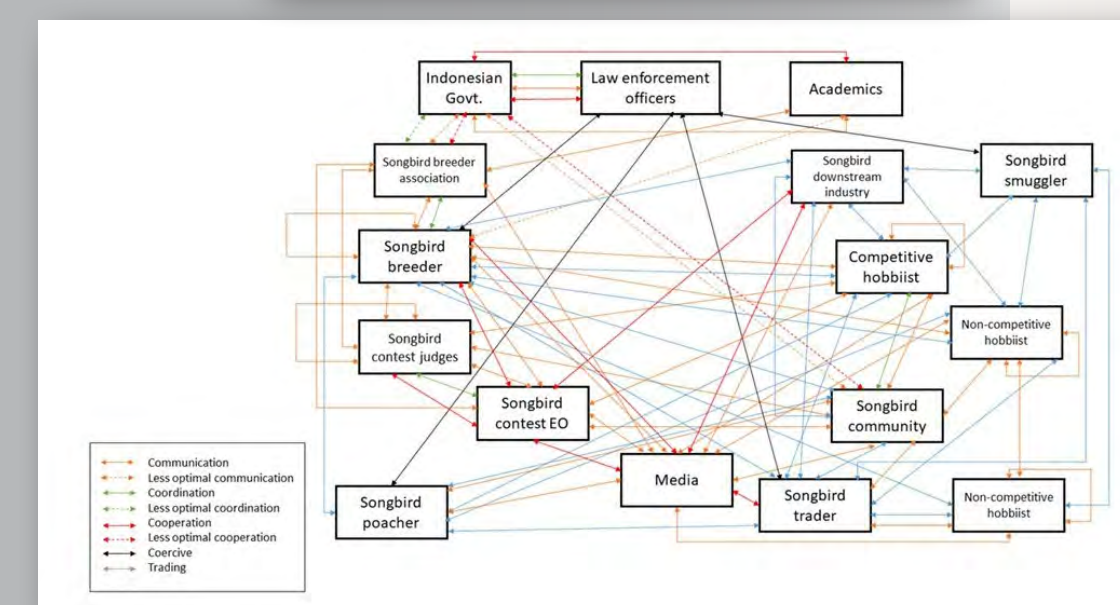 Indonesian
Govt.
Law enforcement
officers
Academics
Songbird breeder
association
Songbird
downstream
industry
Songbird
smuggler
Songbird
breeder
Competitive
hobbiist
Non-competitive
hobbiist
Songbird
contest judges
Songbird
contest EO
Songbird
community
Media
Songbird
poacher
Songbird
trader
Non-competitive
hobbiist
Communication
Less optimal communication
Coordination
Less optimal coordination
Cooperation
Less optimal cooperation
Coercive
Trading